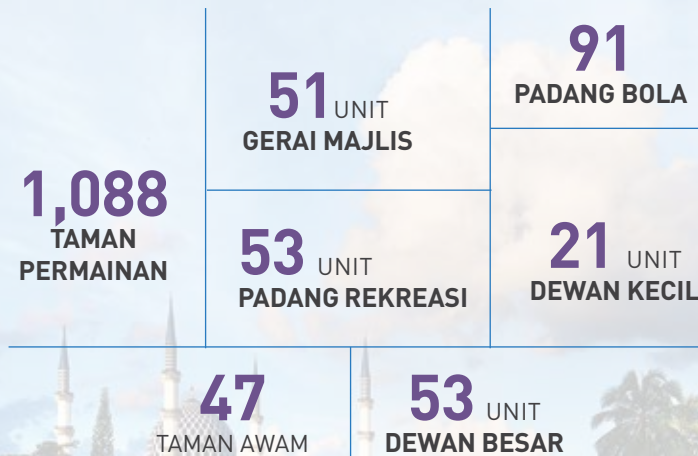 1,088
TAMAN
PERMAINAN
51 UNIT
GERAI MAJLIS
53 UNIT
PADANG REKREASI
91
PADANG BOLA
21 UNIT
DEWAN KECIL
47
TAMAN AWAM
53 UNIT
DEWAN BESAR